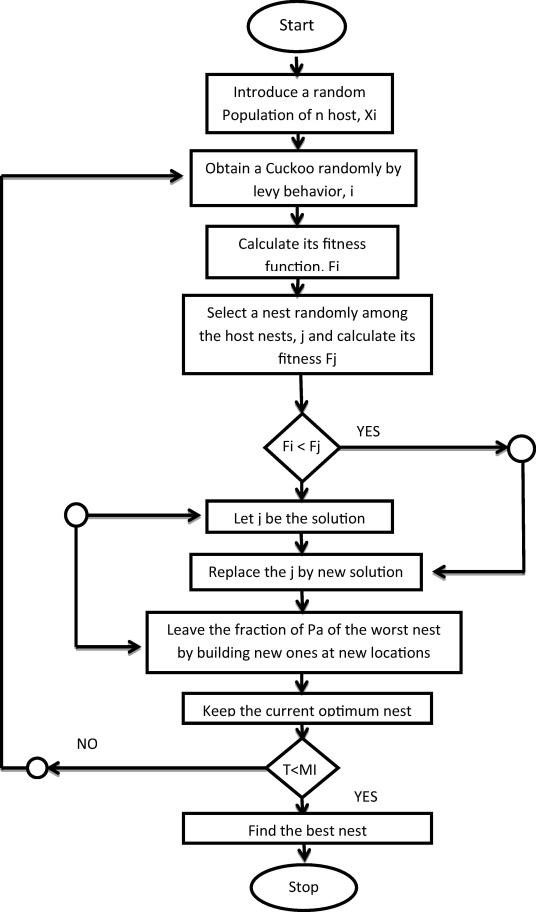 Start
Introduce a random
Population of n host, Xi
Obtain a Cuckoo randomly by
levy behavior, i
Calculate its fitness
function, Fi
Select a nest randomly among
the host nests, j and calculate its
fitness Fj
Fi < Fj
YES
Let j be the solution
Replace the j by new solution
Leave the fraction of Pa of the worst nest
by building new ones at new locations
Keep the current optimum nest
NO
T<MI
YES
Find the best nest
Stop